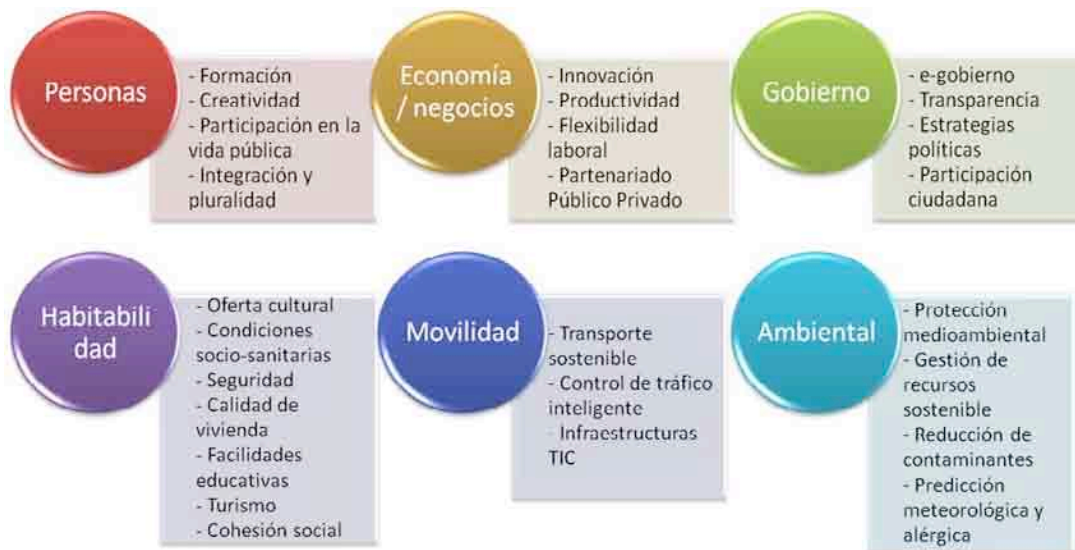 Personas
- Formación
- Creatividad
- Participación en la
vida pública
- Integración y
pluralidad
Economía
/ negocios
- Innovación
- Productividad
- Flexibilidad
laboral
- Partenariado
Público Privado
Gobierno
- e-gobierno
- Transparencia
- Estrategias
políticas
- Participación
ciudadana
Habitabili
dad
- Oferta cultural
- Condiciones
socio-sanitarias
- Seguridad
- Calidad de
vivienda
- Facilidades
educativas
- Turismo
- Cohesión social
Movilidad
- Transporte
sostenible
- Control de tráfico
inteligente
- Infraestructuras
TIC
Ambiental
- Protección
medioambiental
- Gestión de
recursos
sostenible
- Reducción de
contaminantes
- Predicción
meteorológica y
alérgica